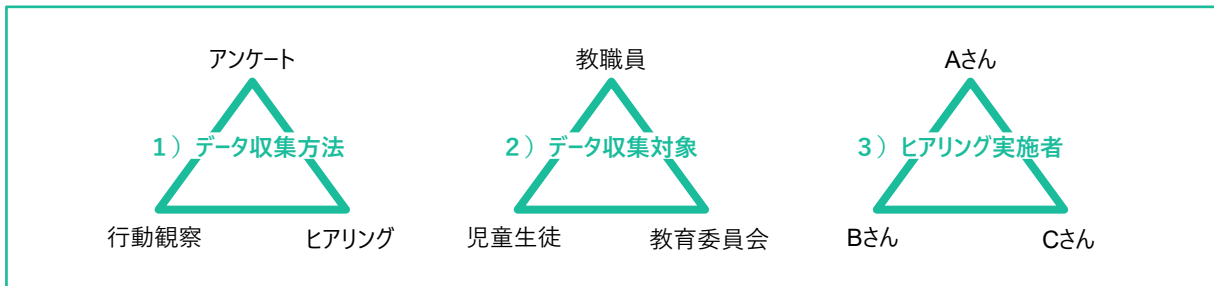 アンケート
1）データ収集方法
行動観察
ヒアリング
教職員
2）データ収集対象
児童生徒
教育委員会
Aさん
3）ヒアリング実施者
Bさん
Cさん